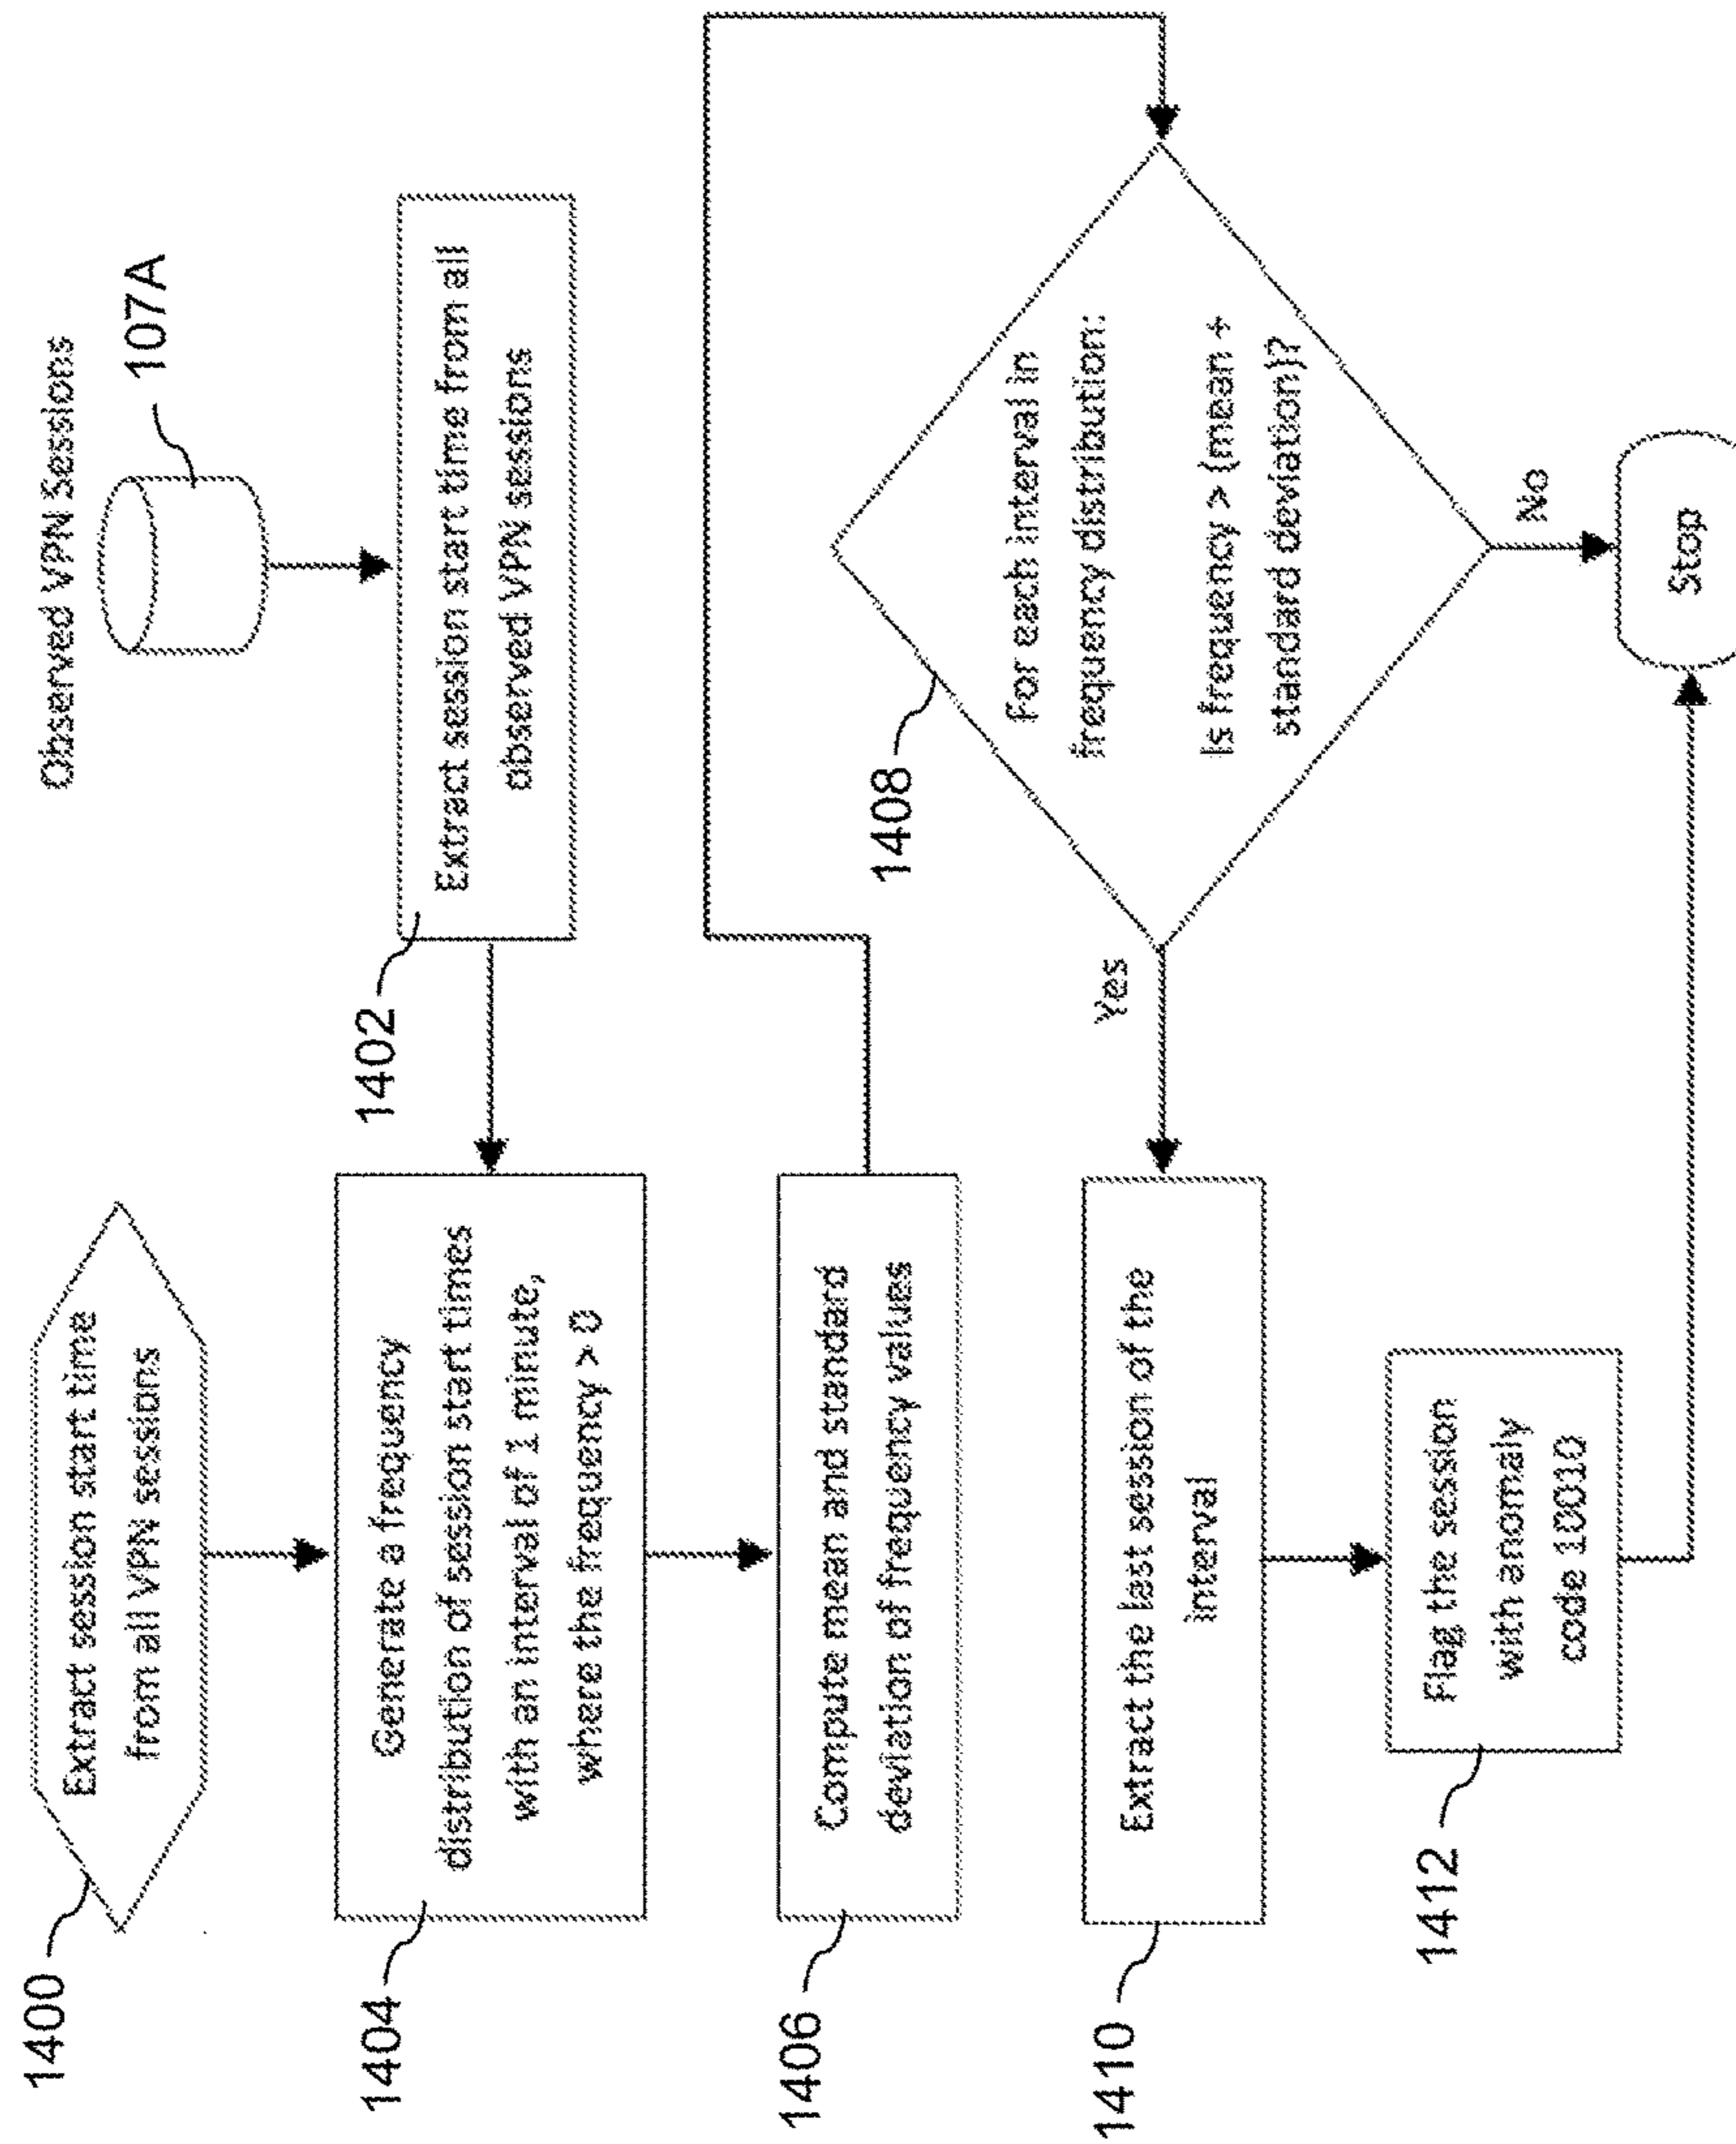 Observed VPN Sessions
107A
1400
Extract session start time
from all VPN sessions
1402
Extract session start time from all
observed VPN sessions
1404
Generate a frequency
distribution of session start times
with an interval of 1 minute,
where the frequency > 0
1406
Compute mean and standard
deviation of frequency values
1408
For each interval in
frequency distribution:
Is frequency > (mean +
standard deviation)?
Yes
No
1410
Extract the last session of the
interval
1412
Flag the session
with anomaly
code 10010
Stop